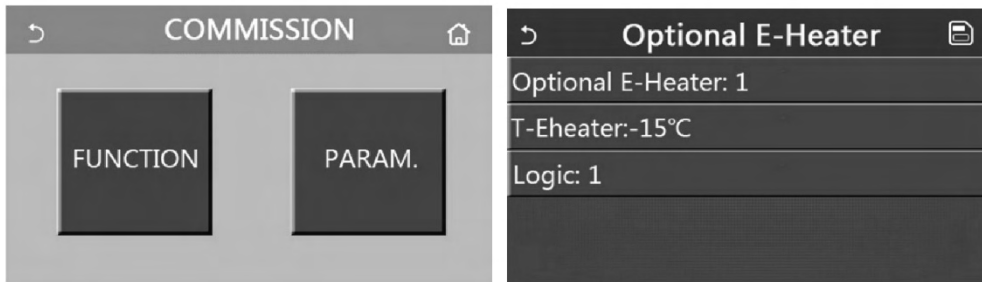 COMMISSION
FUNCTION
PARAM.
Optional E-Heater
Optional E-Heater: 1
T-Eheater:-15℃
Logic: 1